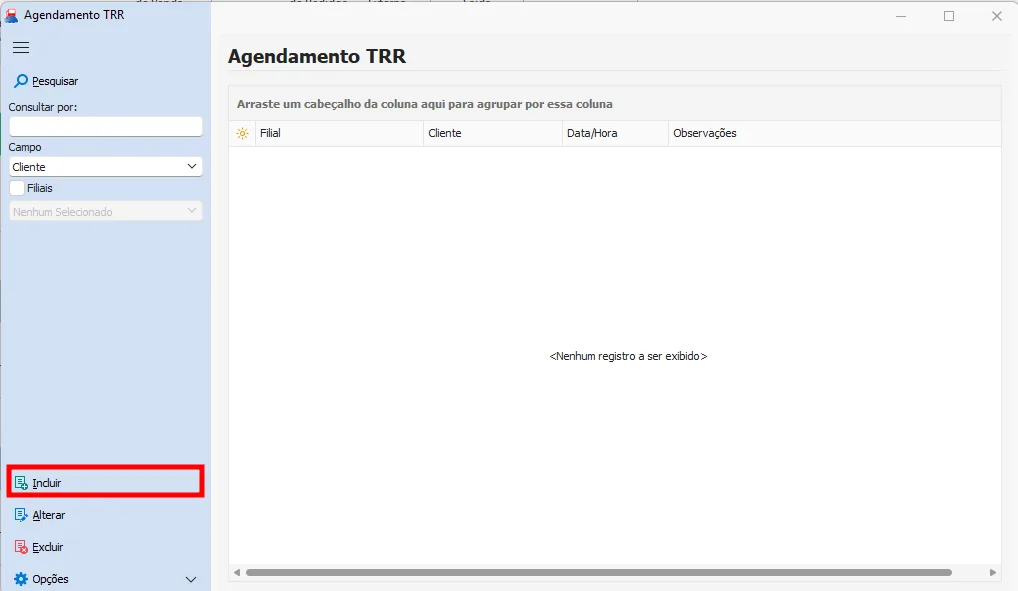 Agendamento TRR
Pesquisar
Consultar por:
Campo
Cliente
Filiais
Nenhum Selecionado
Incluir
Alterar
Excluir
Opções
Agendamento TRR
Arraste um cabeçalho da coluna aqui para agrupar por essa coluna
Filial Cliente Data/Hora Observações
<Nenhum registro a ser exibido>